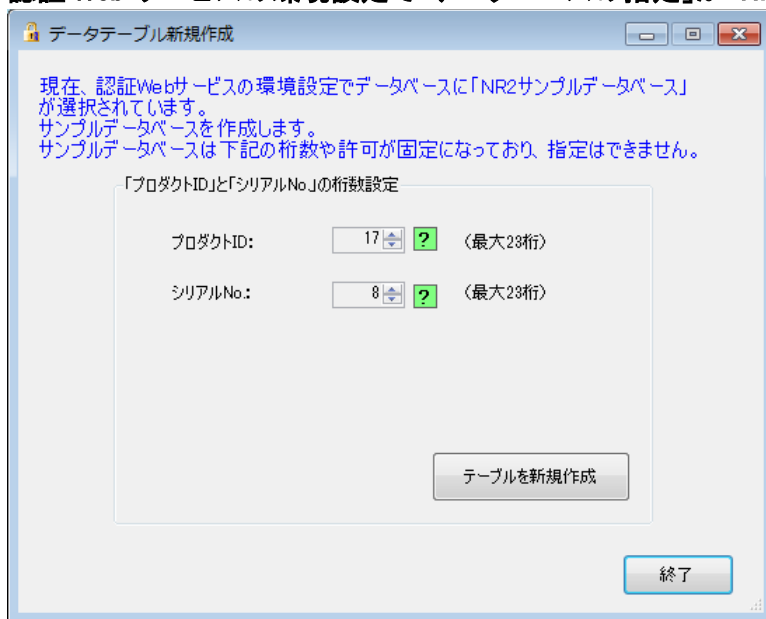 データテーブル新規作成
現在、認証Webサービスの環境設定でデータベースに「NR2サンプルデータベース」
が選択されています。
サンプルデータベースを作成します。
サンプルデータベースは下記の桁数や許可が固定になっており、指定はできません。
「プロダクトID」と「シリアルNo.」の桁数設定
プロダクトID: 17 ? (最大23桁)
シリアルNo.: 8 ? (最大23桁)
テーブルを新規作成
終了